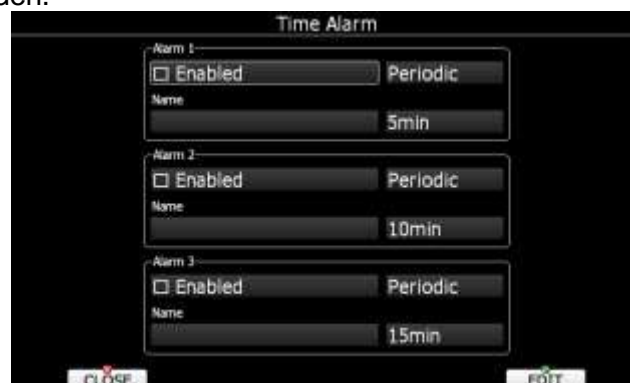 Time Alarm
Alarm 1
Enabled Periodic
Name
5min
Alarm 2
Enabled Periodic
Name
10min
Alarm 3
Enabled Periodic
Name
15min
CLOSE EDIT